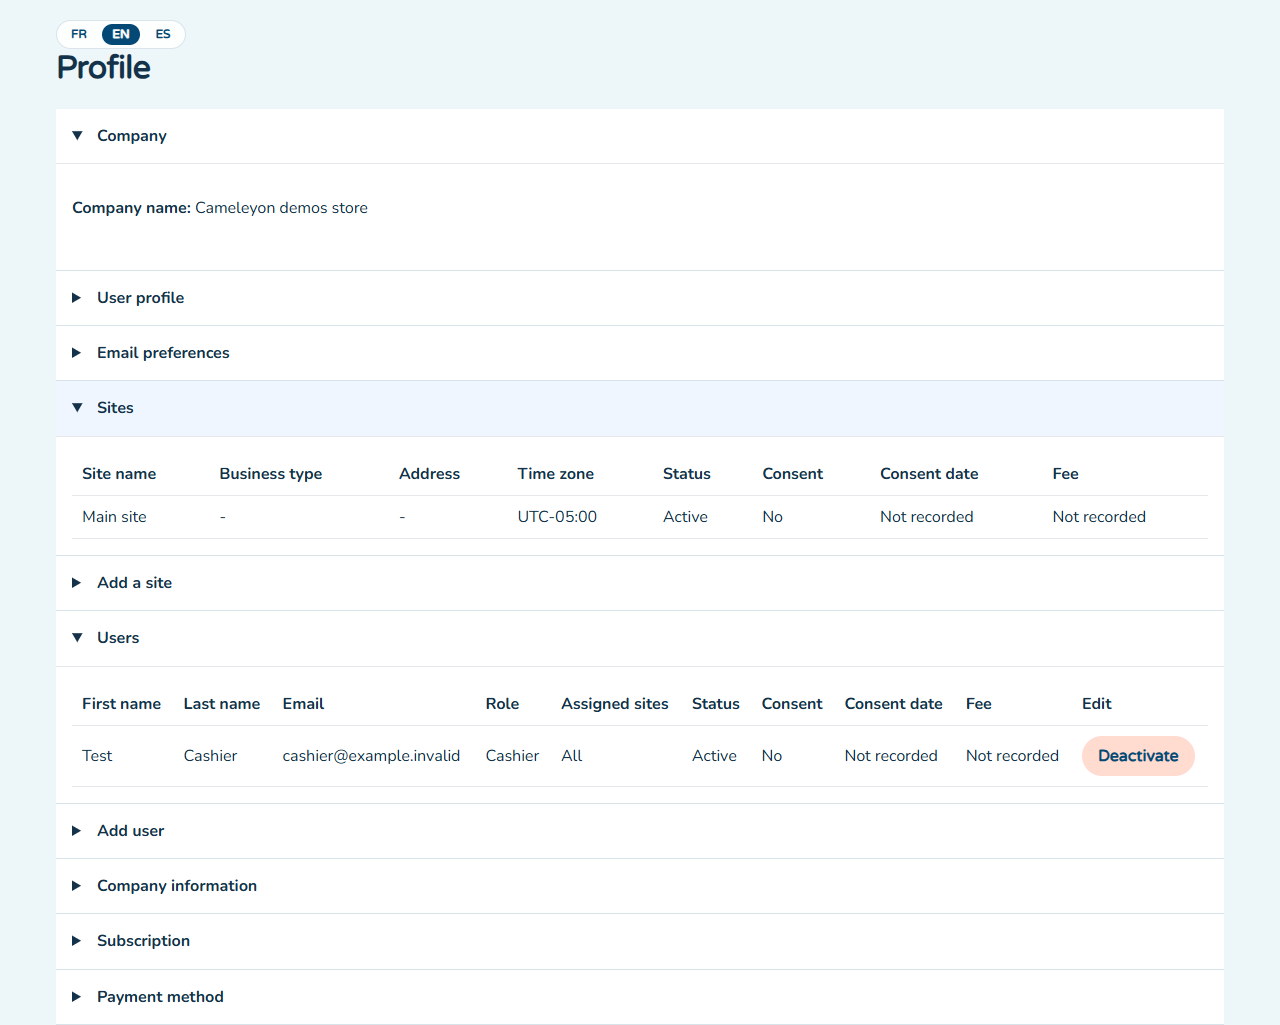 FR EN ES
Profile
Company
Company name: Cameleyon demos store
User profile
Email preferences
Sites
Site name Business type Address Time zone Status Consent Consent date Fee
Main site - - UTC-05:00 Active No Not recorded Not recorded
Add a site
Users
First name Last name Email Role Assigned sites Status Consent Consent date Fee Edit
Test Cashier cashier@example.invalid Cashier All Active No Not recorded Not recorded Deactivate
Add user
Company information
Subscription
Payment method